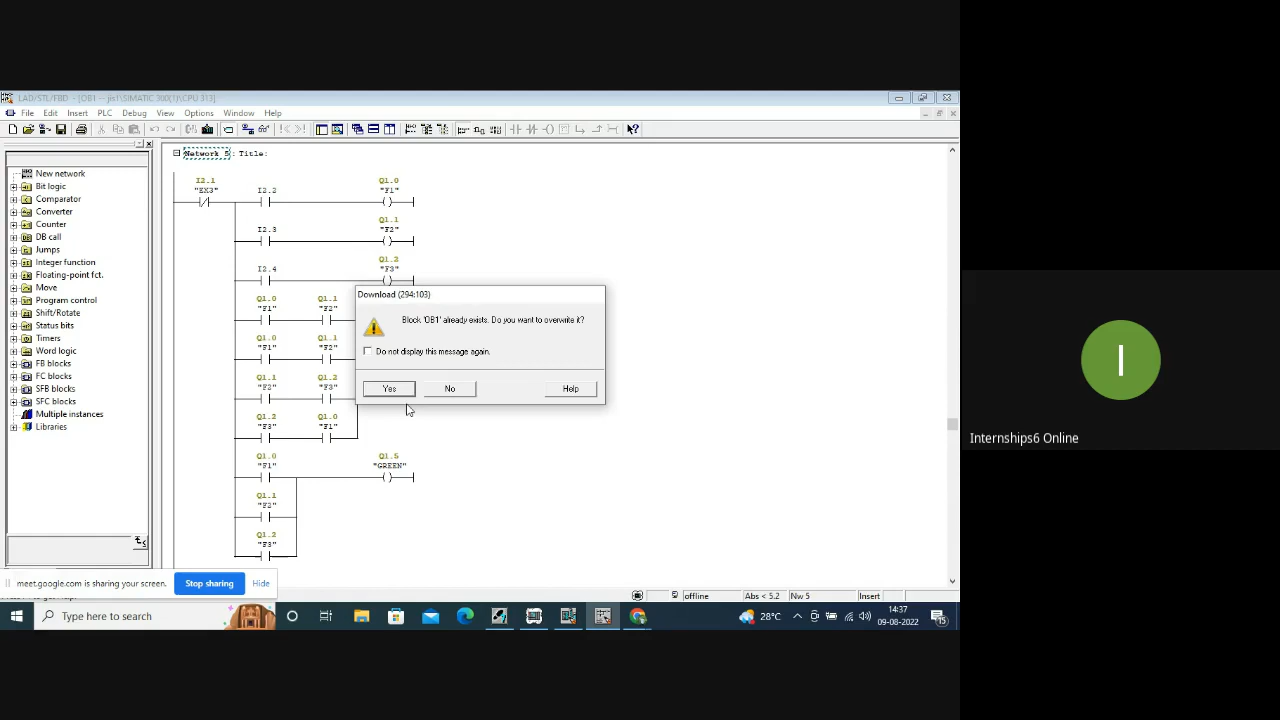 LAD/STL/FBD - [OB1 -- jis1\SIMATIC 300(1)\CPU 313]
File Edit Insert PLC Debug View Options Window Help
New network
Bit logic
Comparator
Converter
Counter
DB call
Jumps
Integer function
Floating-point fct.
Move
Program control
Shift/Rotate
Status bits
Timers
Word logic
FB blocks
FC blocks
SFB blocks
SFC blocks
Multiple instances
Libraries
Network 5 : Title:
I2.1 Q1.0
"EX3" I2.2 "F1"
Q1.1
I2.3 "F2"
Q1.2
I2.4 "F3"
Q1.0 Q1.1
"F1" "F2"
Q1.0 Q1.1
"F1" "F2"
Q1.1 Q1.2
"F2" "F3"
Q1.2 Q1.0
"F3" "F1"
Q1.0 Q1.5
"F1" "GREEN"
Q1.1
"F2"
Q1.2
"F3"
Download (294:103)
Block 'OB1' already exists. Do you want to overwrite it?
Do not display this message again.
Yes No Help
meet.google.com is sharing your screen. Stop sharing Hide
offline Abs < 5.2 Nw 5 Insert
Type here to search
28°C
14:37
09-08-2022
15
I
Internships6 Online